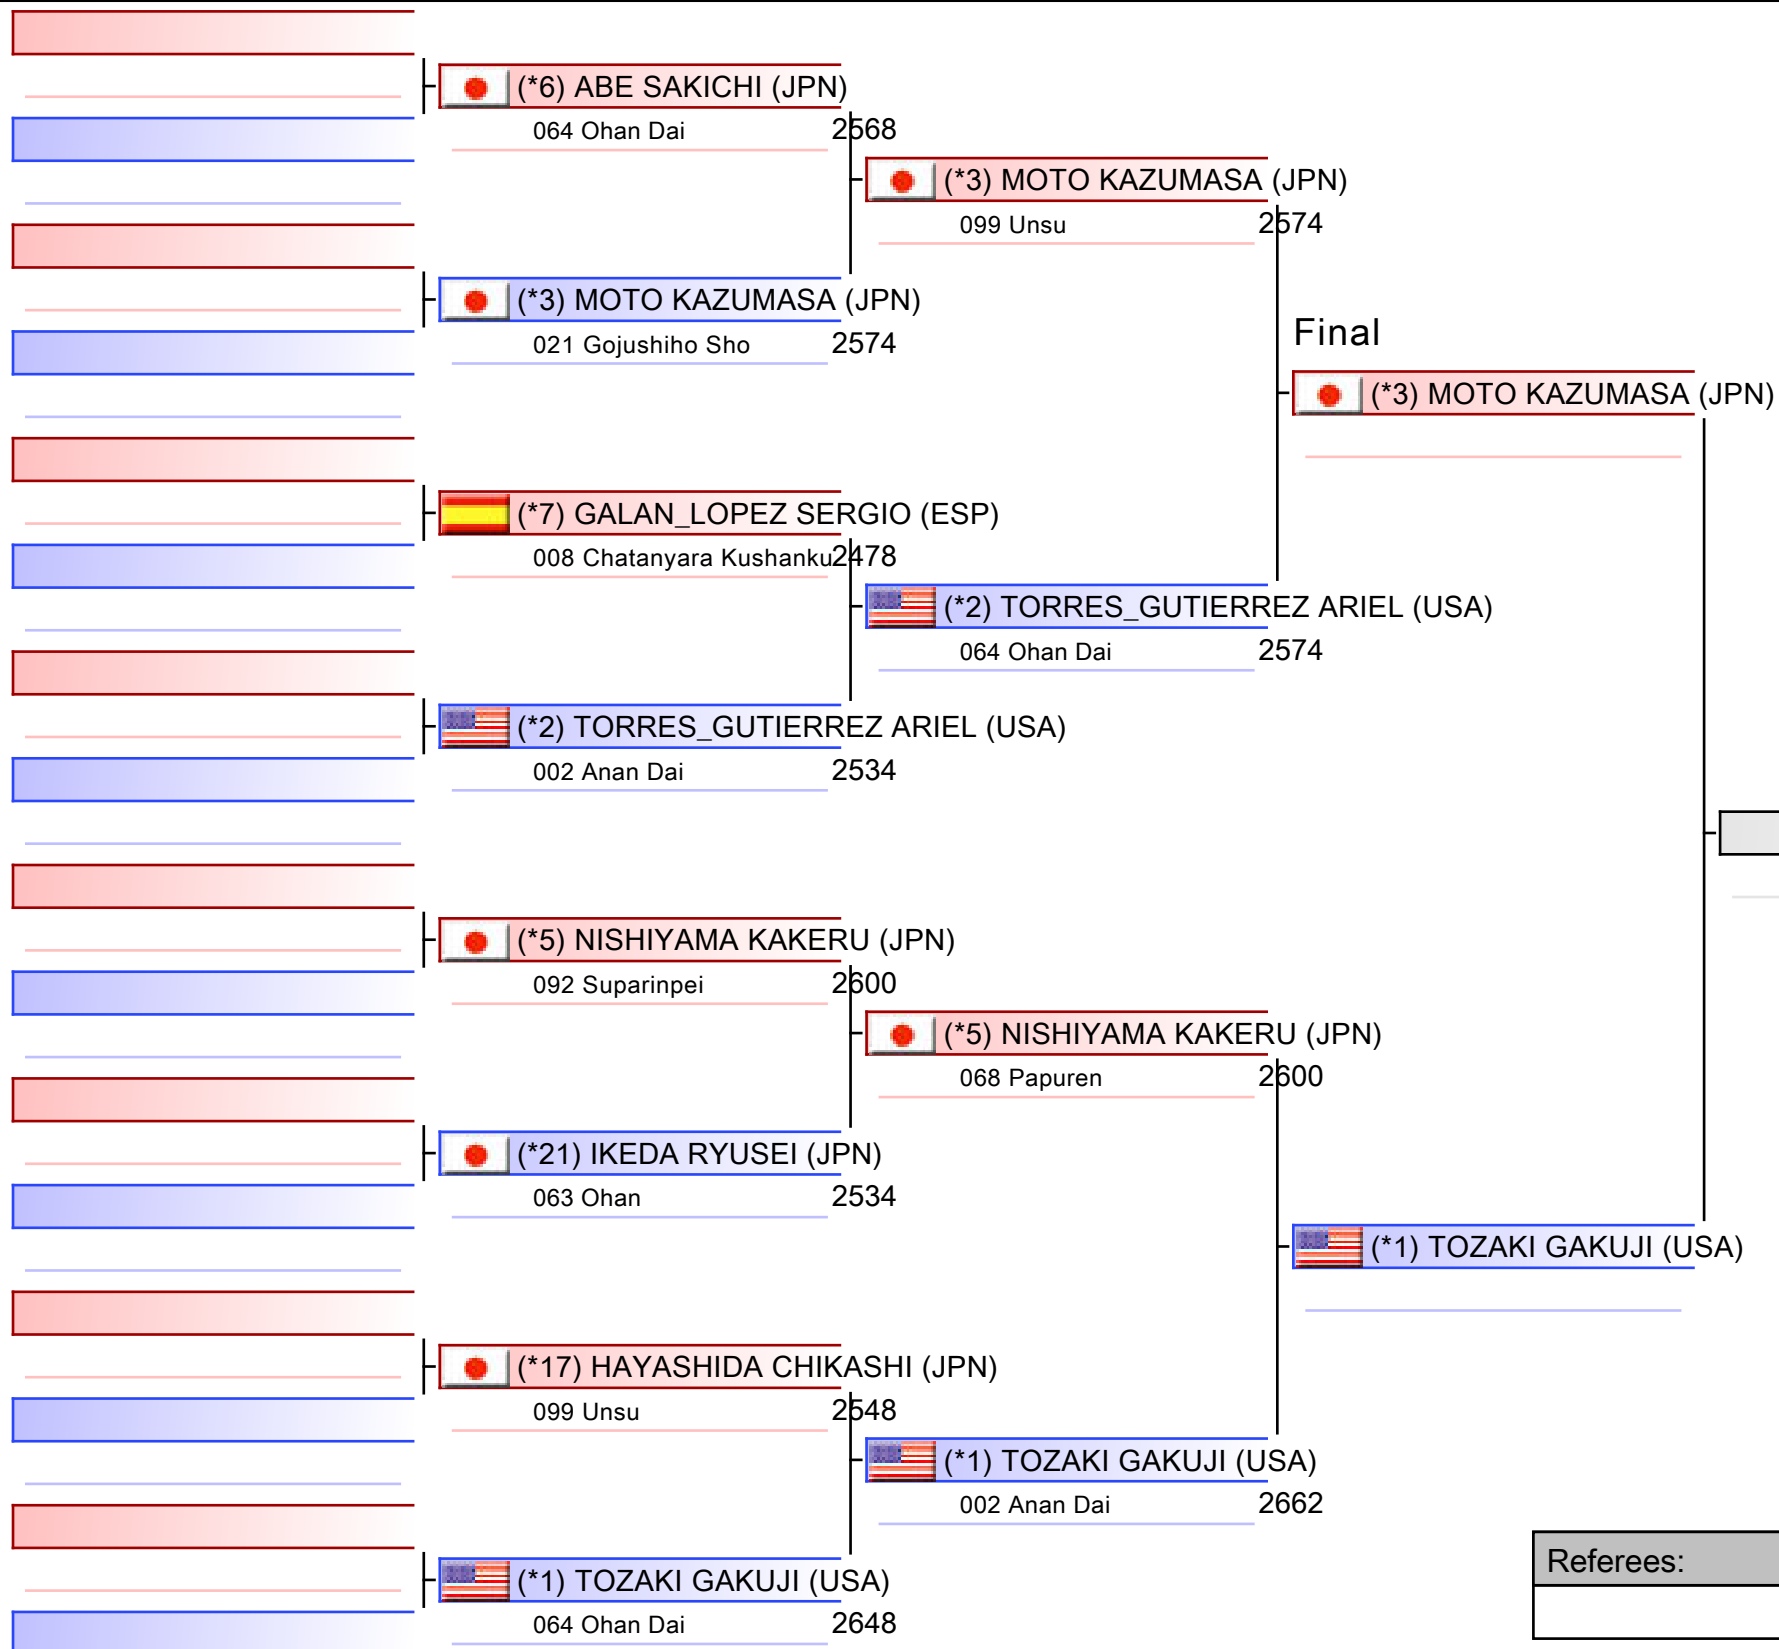 (*6) ABE SAKICHI (JPN)
064 Ohan Dai 2568
(*3) MOTO KAZUMASA (JPN)
099 Unsu 2574
(*3) MOTO KAZUMASA (JPN)
021 Gojushiho Sho 2574
Final
(*3) MOTO KAZUMASA (JPN)
(*7) GALAN_LOPEZ SERGIO (ESP)
008 Chatanyara Kushanku 2478
(*2) TORRES_GUTIERREZ ARIEL (USA)
064 Ohan Dai 2574
(*2) TORRES_GUTIERREZ ARIEL (USA)
002 Anan Dai 2534
(*5) NISHIYAMA KAKERU (JPN)
092 Suparinpei 2600
(*5) NISHIYAMA KAKERU (JPN)
068 Papuren 2600
(*21) IKEDA RYUSEI (JPN)
063 Ohan 2534
(*1) TOZAKI GAKUJI (USA)
(*17) HAYASHIDA CHIKASHI (JPN)
099 Unsu 2548
(*1) TOZAKI GAKUJI (USA)
002 Anan Dai 2662
(*1) TOZAKI GAKUJI (USA)
064 Ohan Dai 2648
Referees: